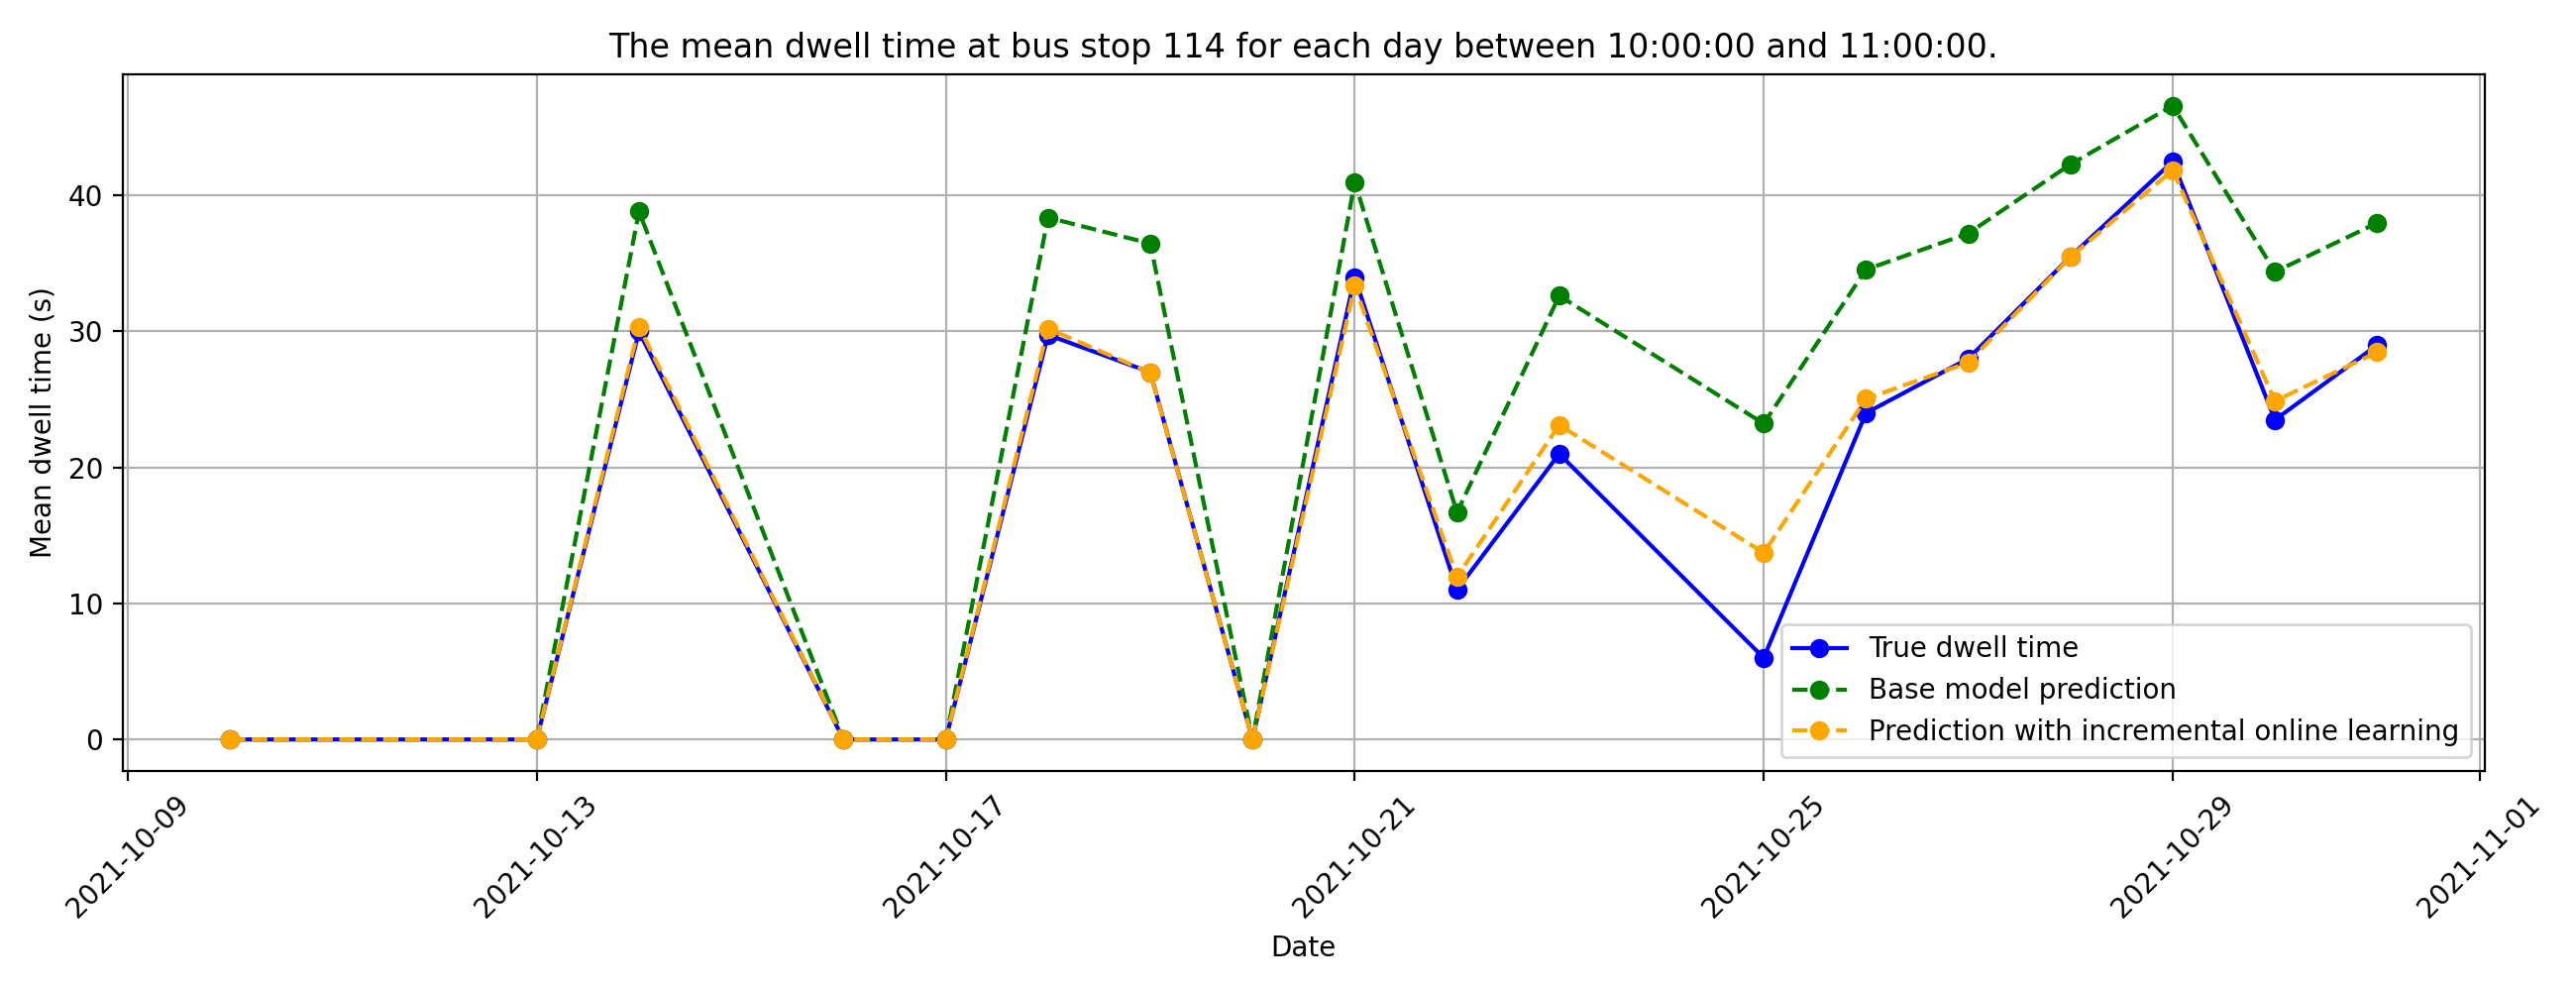 The mean dwell time at bus stop 114 for each day between 10:00:00 and 11:00:00.
Mean dwell time (s)
40
30
20
10
0
True dwell time
Base model prediction
Prediction with incremental online learning
2021-10-09
2021-10-13
2021-10-17
2021-10-21
2021-10-25
2021-10-29
2021-11-01
Date